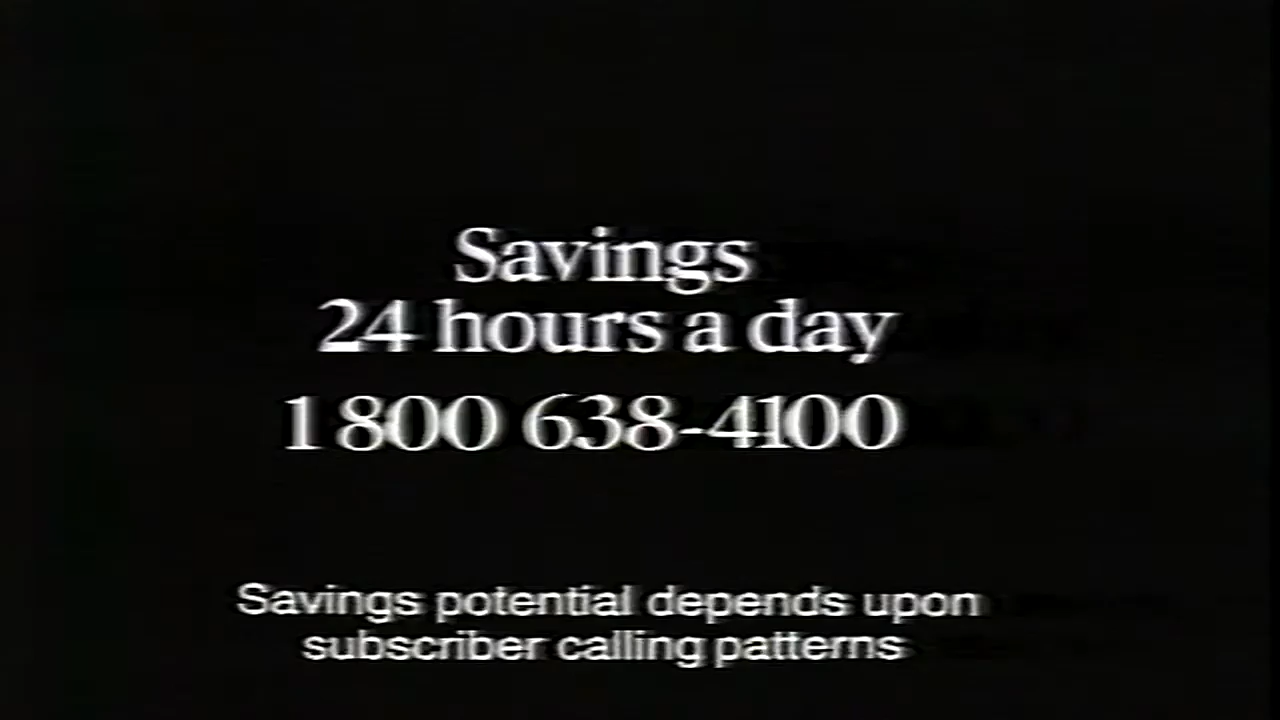 Savings
24 hours a day
1 800 638-4100
Savings potential depends upon
subscriber calling patterns